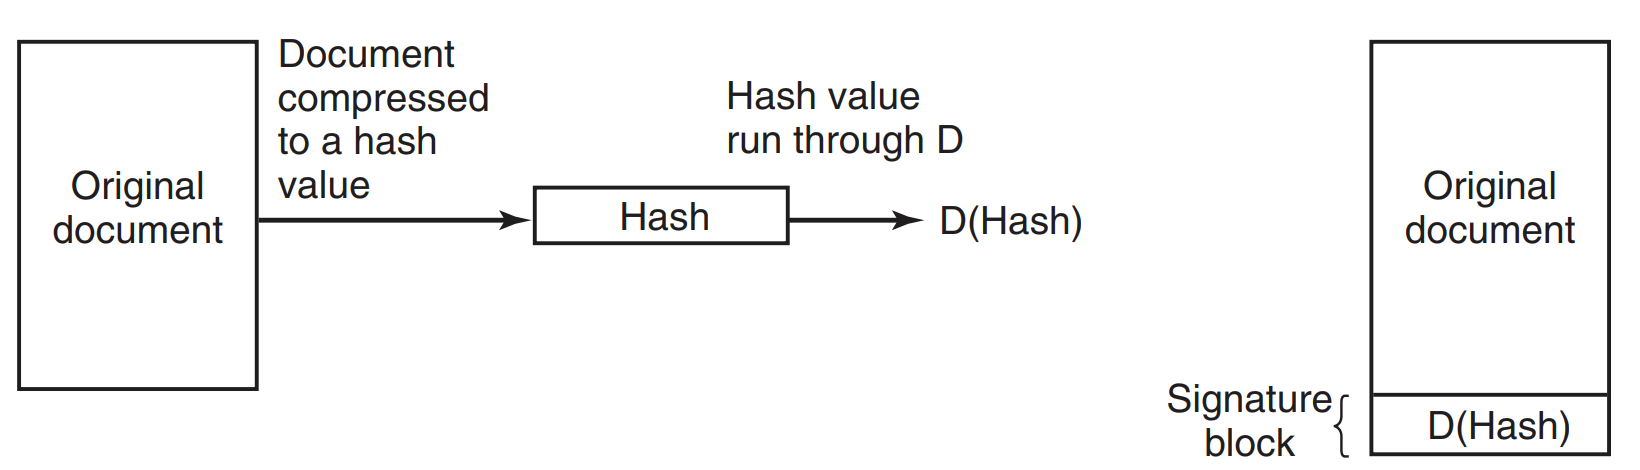 Original
document
Document
compressed
to a hash
value
Hash
Hash value
run through D
D(Hash)
Original
document
Signature
block
D(Hash)